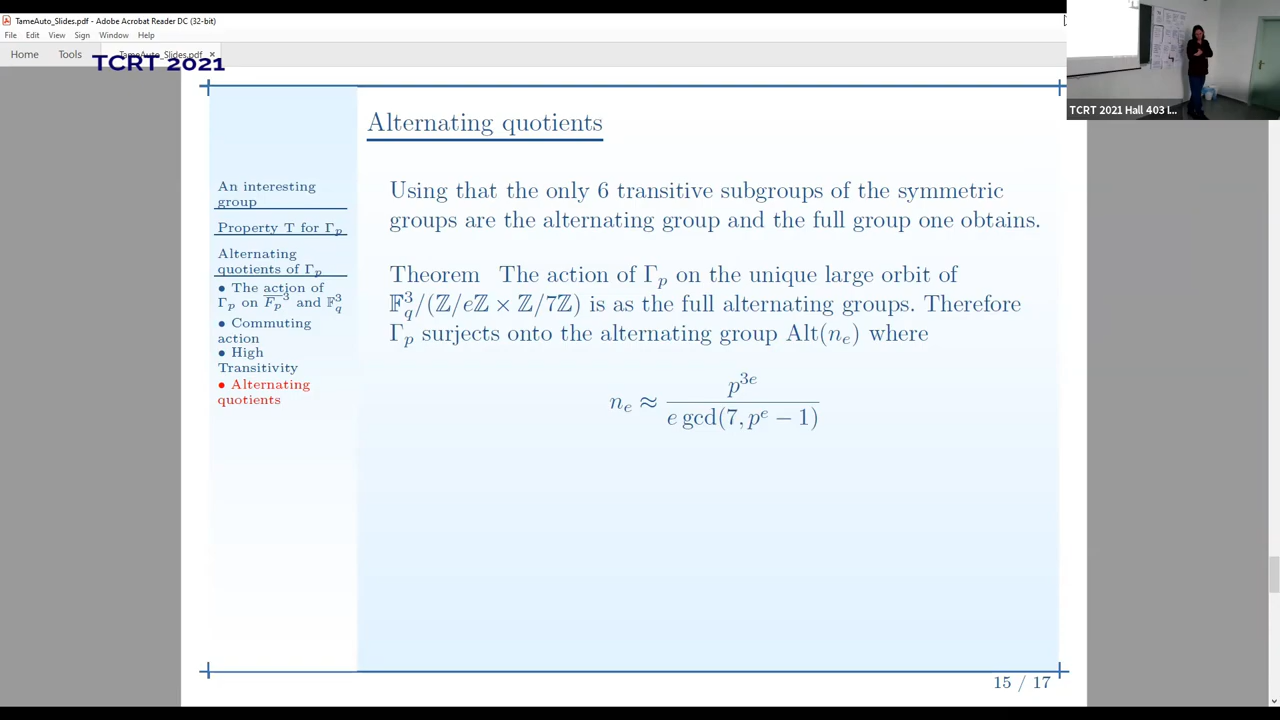 TameAuto_Slides.pdf - Adobe Acrobat Reader DC (32-bit)
File Edit View Sign Window Help
Home Tools TameAuto_Slides.pdf ×
TCRT 2021
TCRT 2021 Hall 403 I...
Alternating quotients
An interesting
group
Property T for Γ_p
Alternating
quotients of Γ_p
• The action of
Γ_p on \overline{F_p}^3 and 𝔽_q^3
• Commuting
action
• High
Transitivity
• Alternating
quotients
Using that the only 6 transitive subgroups of the symmetric
groups are the alternating group and the full group one obtains.
Theorem The action of Γ_p on the unique large orbit of
𝔽_q^3/(ℤ/eℤ × ℤ/7ℤ) is as the full alternating groups. Therefore
Γ_p surjects onto the alternating group Alt(n_e) where
n_e ≈ \frac{p^{3e}}{e gcd(7, p^e − 1)}
15 / 17